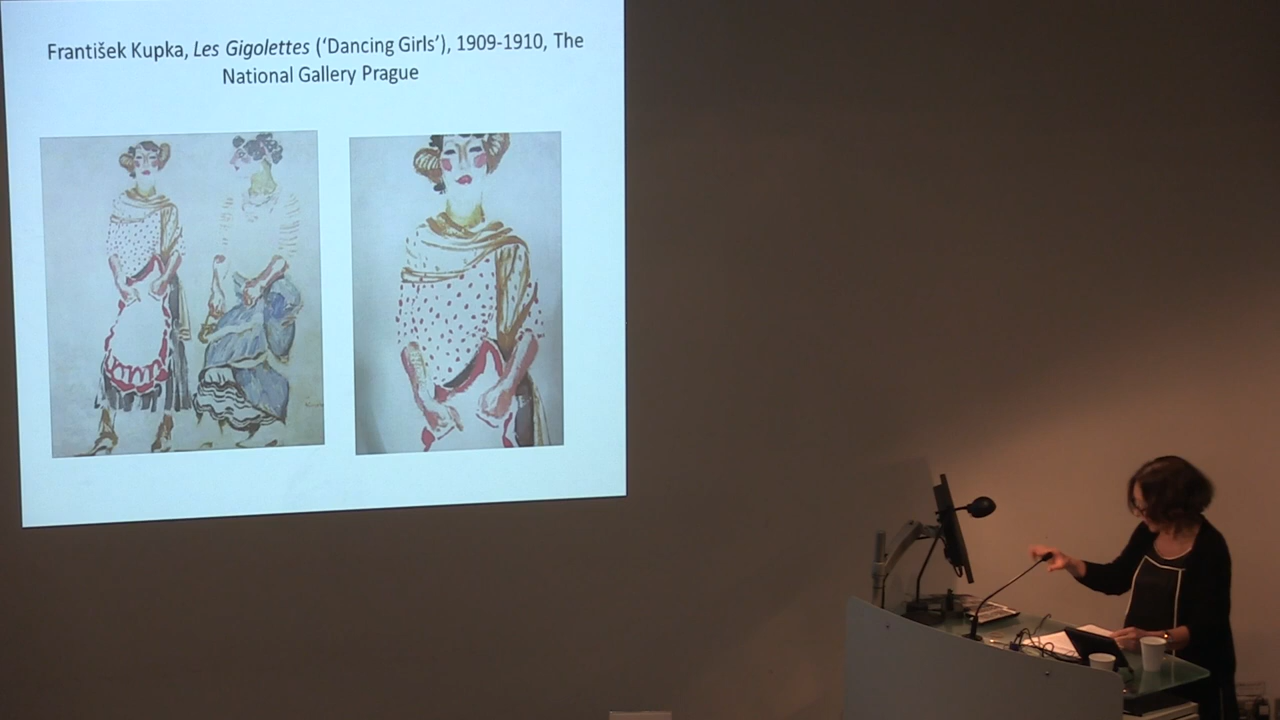 František Kupka, Les Gigolettes (‘Dancing Girls’), 1909-1910, The
National Gallery Prague